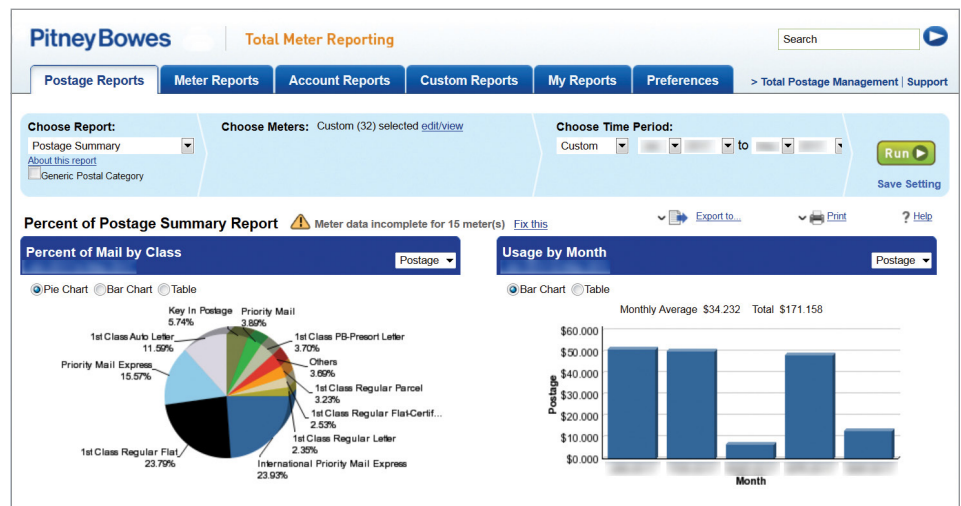 PitneyBowes
Total Meter Reporting
Search
Postage Reports
Meter Reports
Account Reports
Custom Reports
My Reports
Preferences
> Total Postage Management | Support
Choose Report:
Postage Summary
About this report
Generic Postal Category
Choose Meters: Custom (32) selected edit/view
Choose Time Period:
Custom
to
Run
Save Setting
Percent of Postage Summary Report
Meter data incomplete for 15 meter(s) Fix this
Export to...
Print
? Help
Percent of Mail by Class
Postage
Pie Chart Bar Chart Table
Key In Postage
5.74%
Priority Mail
3.89%
1st Class PB-Presort Letter
3.70%
Others
3.69%
1st Class Regular Parcel
3.23%
1st Class Regular Flat-Certif...
2.53%
1st Class Regular Letter
2.35%
International Priority Mail Express
23.93%
1st Class Regular Flat
23.79%
Priority Mail Express
15.57%
1st Class Auto Letter
11.59%
Usage by Month
Postage
Bar Chart Table
Monthly Average $34.232 Total $171.158
$60.000
$50.000
$40.000
$30.000
$20.000
$10.000
$0.000
Postage
Month